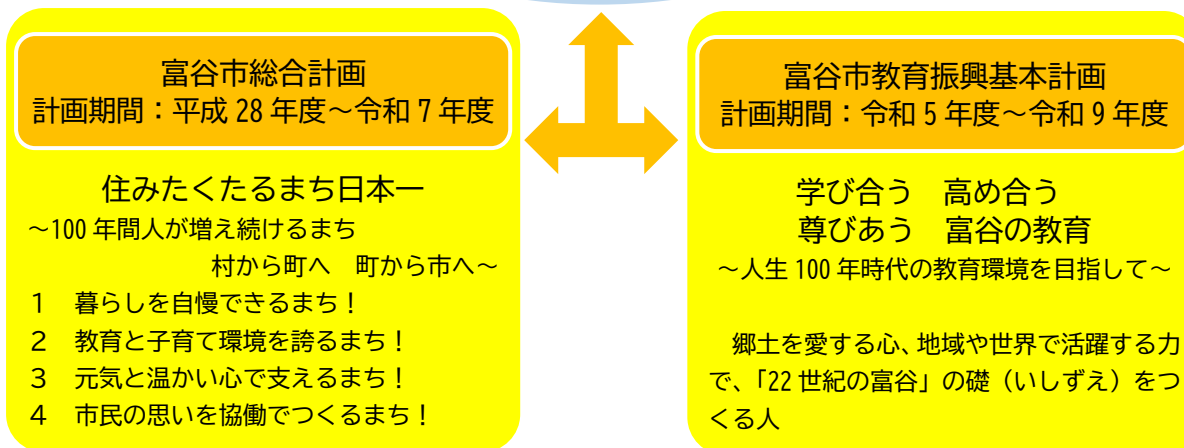 富谷市総合計画
計画期間：平成 28 年度～令和 7 年度
住みたくたるまち日本一
～100 年間人が増え続けるまち
村から町へ　町から市へ～
1　暮らしを自慢できるまち！
2　教育と子育て環境を誇るまち！
3　元気と温かい心で支えるまち！
4　市民の思いを協働でつくるまち！
富谷市教育振興基本計画
計画期間：令和 5 年度～令和 9 年度
学び合う　高め合う
尊びあう　富谷の教育
～人生 100 年時代の教育環境を目指して～
郷土を愛する心、地域や世界で活躍する力
で、「22 世紀の富谷」の礎（いしずえ）をつ
くる人